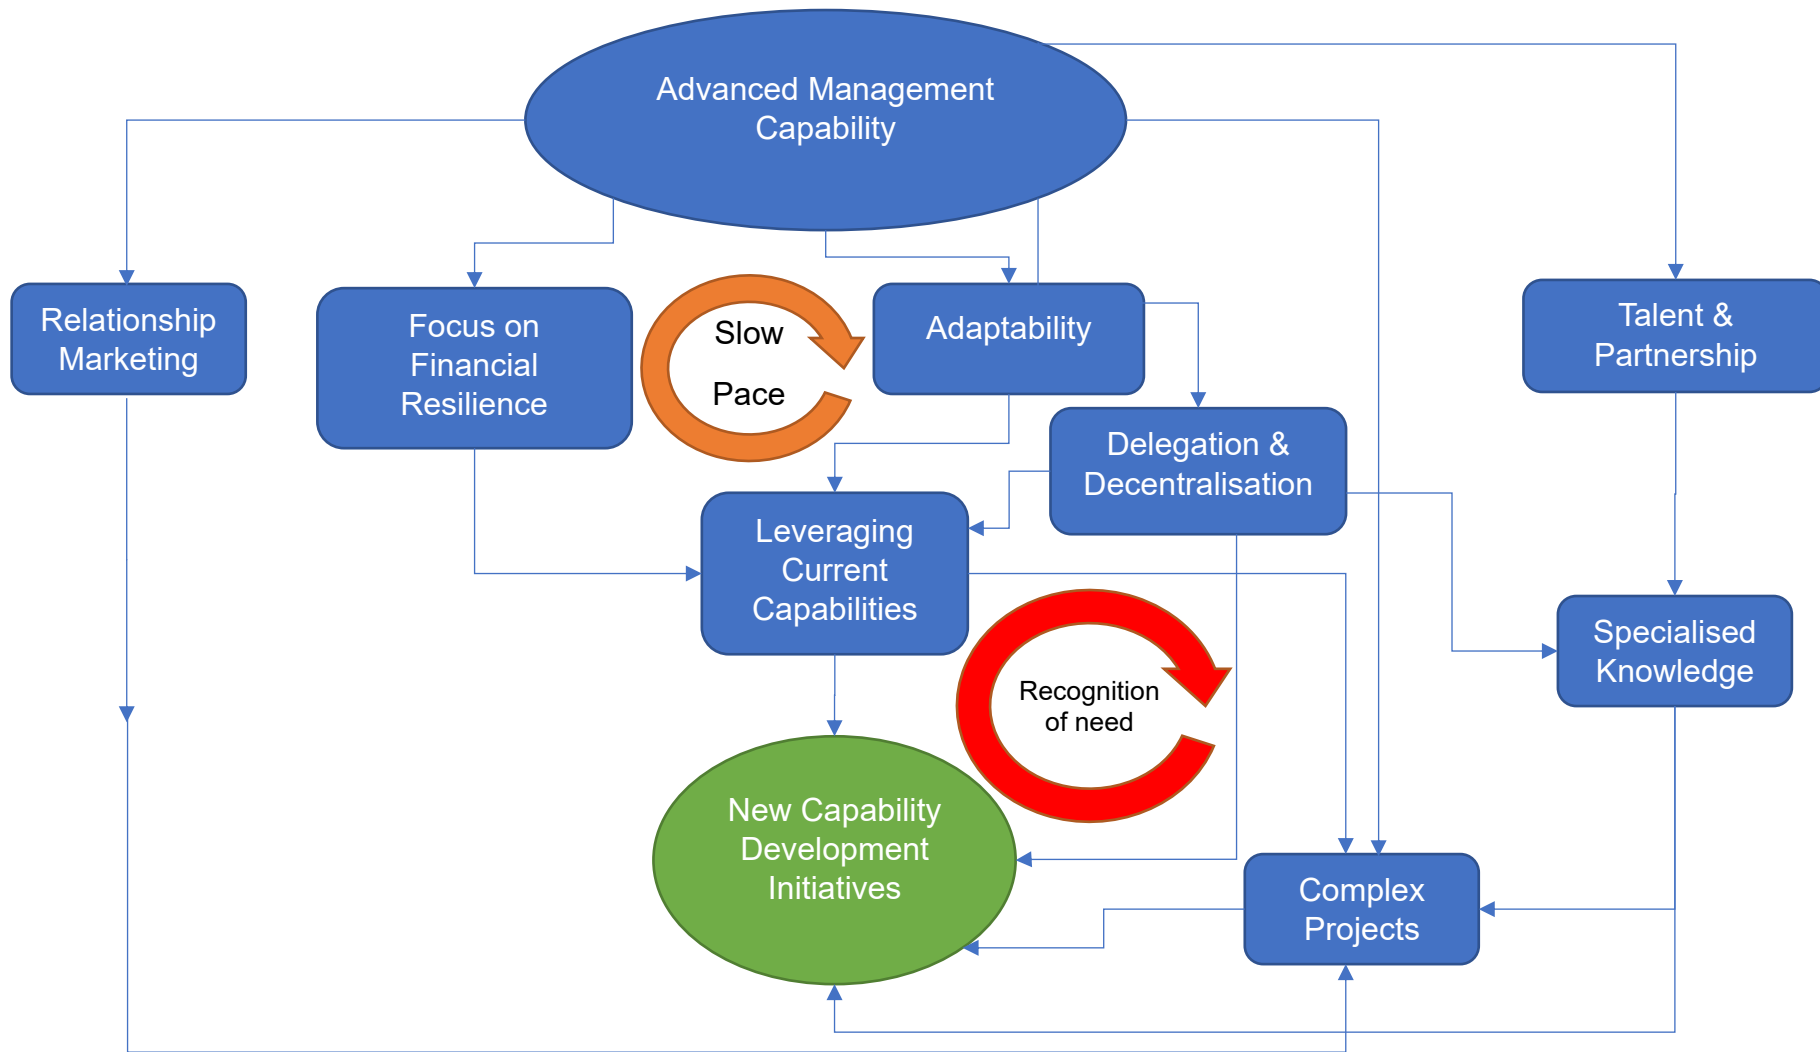 Advanced Management
Capability
Relationship
Marketing
Focus on
Financial
Resilience
Slow
Pace
Adaptability
Talent &
Partnership
Delegation &
Decentralisation
Leveraging
Current
Capabilities
Specialised
Knowledge
Recognition
of need
New Capability
Development
Initiatives
Complex
Projects